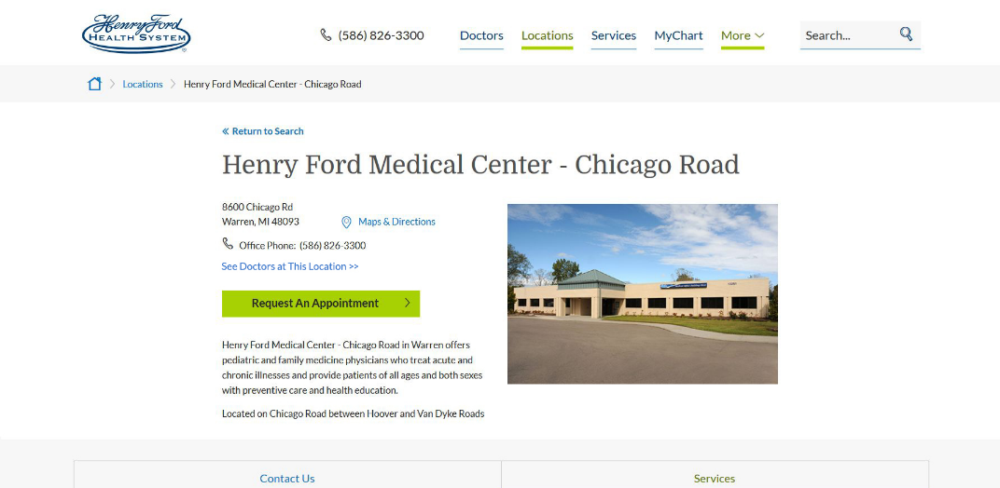 Henry Ford
HEALTH SYSTEM
(586) 826-3300
Doctors
Locations
Services
MyChart
More
Search...
Locations
Henry Ford Medical Center - Chicago Road
Return to Search
Henry Ford Medical Center - Chicago Road
8600 Chicago Rd
Warren, MI 48093
Maps & Directions
Office Phone: (586) 826-3300
See Doctors at This Location >>
Request An Appointment
Henry Ford Medical Center - Chicago Road in Warren offers
pediatric and family medicine physicians who treat acute and
chronic illnesses and provide patients of all ages and both sexes
with preventive care and health education.
Located on Chicago Road between Hoover and Van Dyke Roads
Contact Us
Services